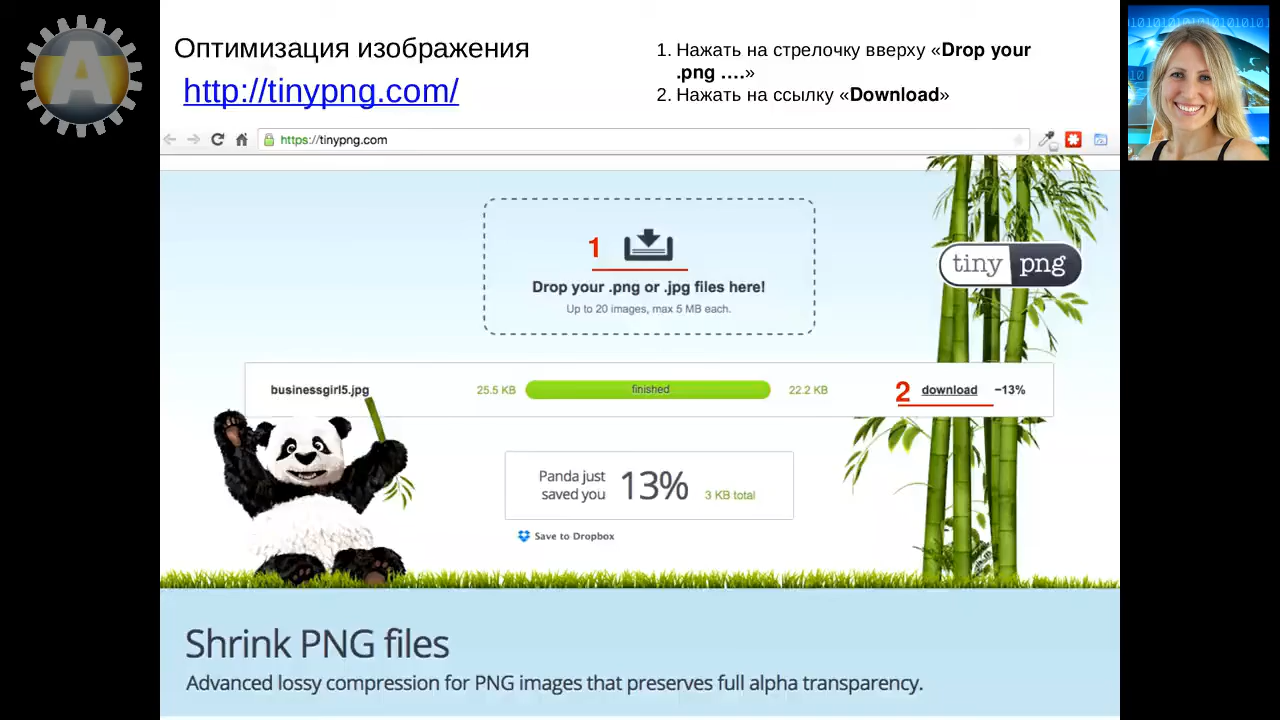 Оптимизация изображения
http://tinypng.com/
1. Нажать на стрелочку вверху «Drop your
.png ….»
2. Нажать на ссылку «Download»
A
https://tinypng.com
1
Drop your .png or .jpg files here!
Up to 20 images, max 5 MB each.
tiny png
businessgirl5.jpg 25.5 KB finished 22.2 KB 2 download −13%
Panda just
saved you 13% 3 KB total
Save to Dropbox
Shrink PNG files
Advanced lossy compression for PNG images that preserves full alpha transparency.